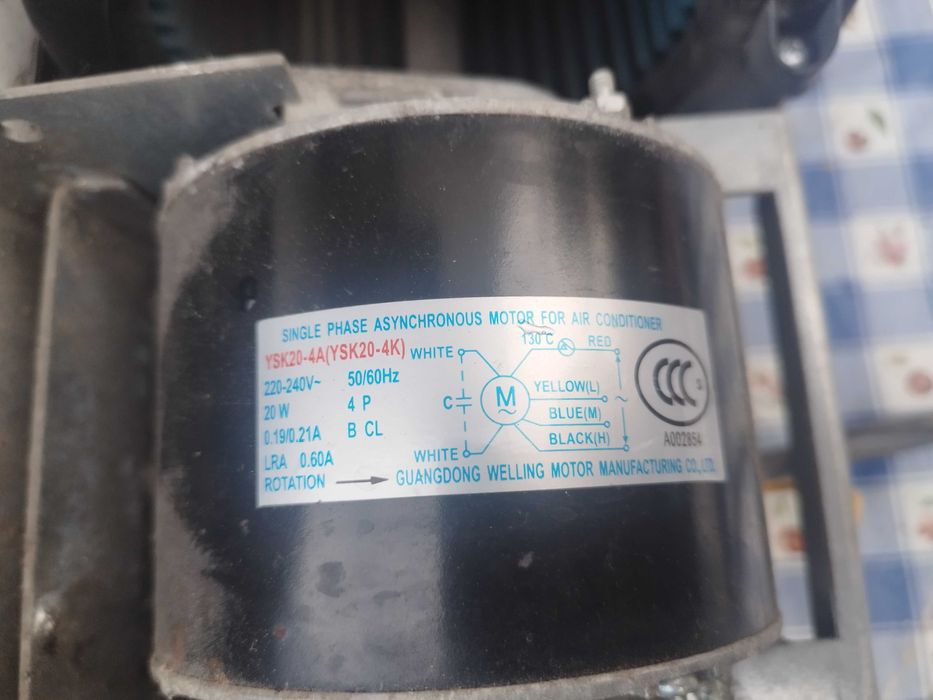 SINGLE PHASE ASYNCHRONOUS MOTOR FOR AIR CONDITIONER
YSK20-4A(YSK20-4K)
220-240V~ 50/60Hz
20 W 4 P
0.19/0.21A B CL
LRA 0.60A
ROTATION
WHITE
C
WHITE
M
~
130°C
RED
YELLOW(L)
BLUE(M)
BLACK(H)
~
CCC S
A002854
GUANGDONG WELLING MOTOR MANUFACTURING CO.,LTD.